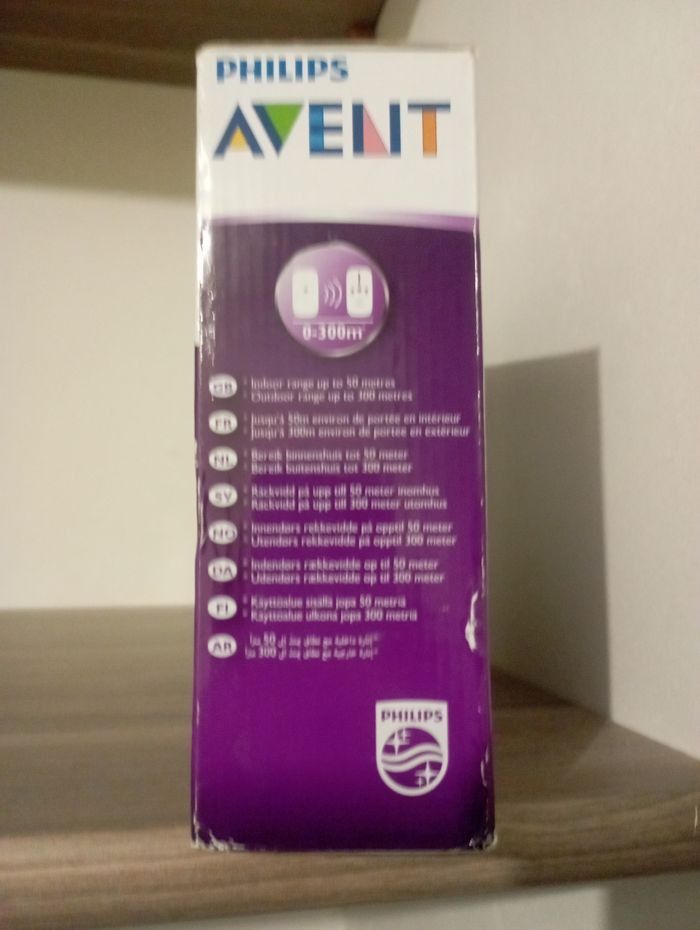 PHILIPS
AVENT
0-300m
GB
* Indoor range up to 50 metres
* Outdoor range up to 300 metres
FR
* Jusqu'à 50m environ de portée en intérieur
* Jusqu'à 300m environ de portée en extérieur
NL
* Bereik binnenshuis tot 50 meter
* Bereik buitenshuis tot 300 meter
SV
* Räckvidd på upp till 50 meter inomhus
* Räckvidd på upp till 300 meter utomhus
NO
* Innendørs rekkevidde på opptil 50 meter
* Utendørs rekkevidde på opptil 300 meter
DA
* Indendørs rækkevidde op til 50 meter
* Udendørs rækkevidde op til 300 meter
FI
* Käyttöalue sisällä jopa 50 metriä
* Käyttöalue ulkona jopa 300 metriä
AR
50
300
PHILIPS